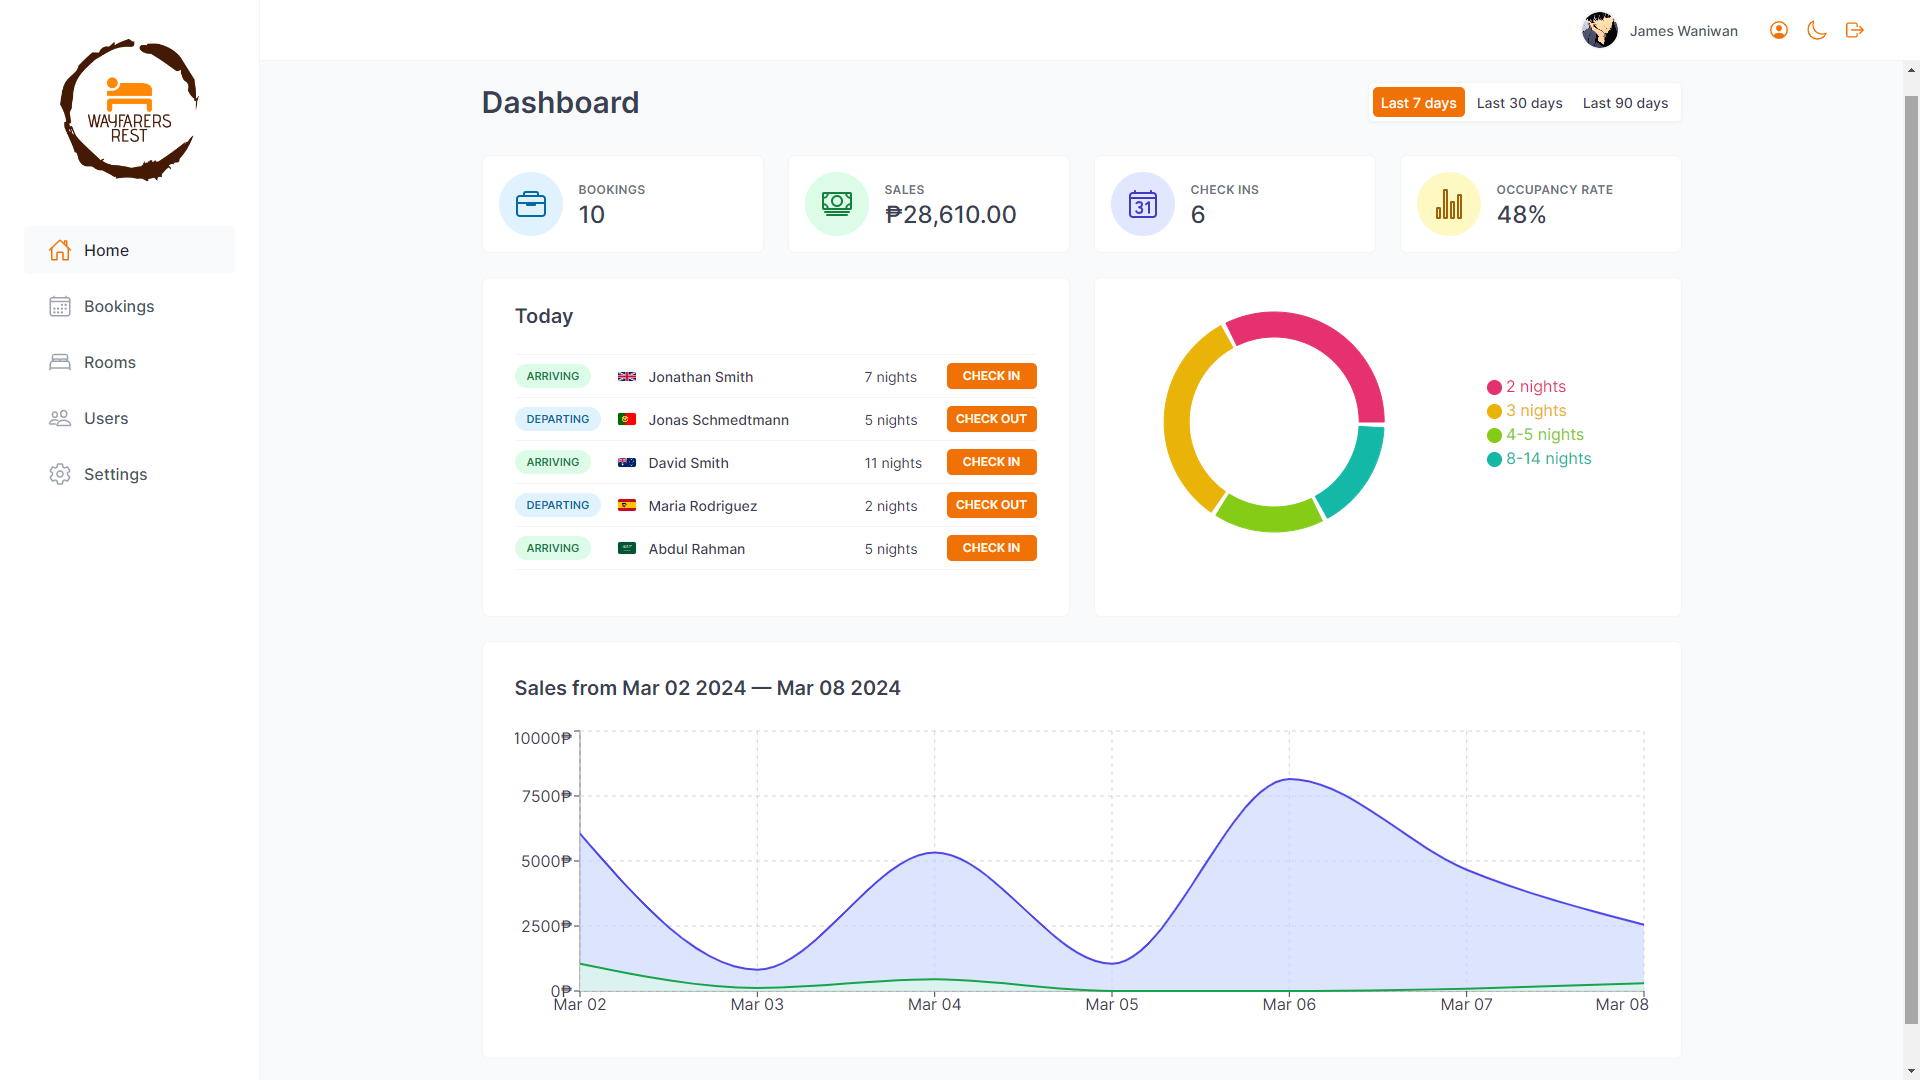 James Waniwan
WAYFARERS
REST
Home
Bookings
Rooms
Users
Settings
Dashboard
Last 7 days
Last 30 days
Last 90 days
BOOKINGS
10
SALES
₱28,610.00
CHECK INS
31
6
OCCUPANCY RATE
48%
Today
ARRIVING Jonathan Smith 7 nights CHECK IN
DEPARTING Jonas Schmedtmann 5 nights CHECK OUT
ARRIVING David Smith 11 nights CHECK IN
DEPARTING Maria Rodriguez 2 nights CHECK OUT
ARRIVING Abdul Rahman 5 nights CHECK IN
2 nights
3 nights
4-5 nights
8-14 nights
Sales from Mar 02 2024 — Mar 08 2024
10000₱
7500₱
5000₱
2500₱
0₱
Mar 02 Mar 03 Mar 04 Mar 05 Mar 06 Mar 07 Mar 08